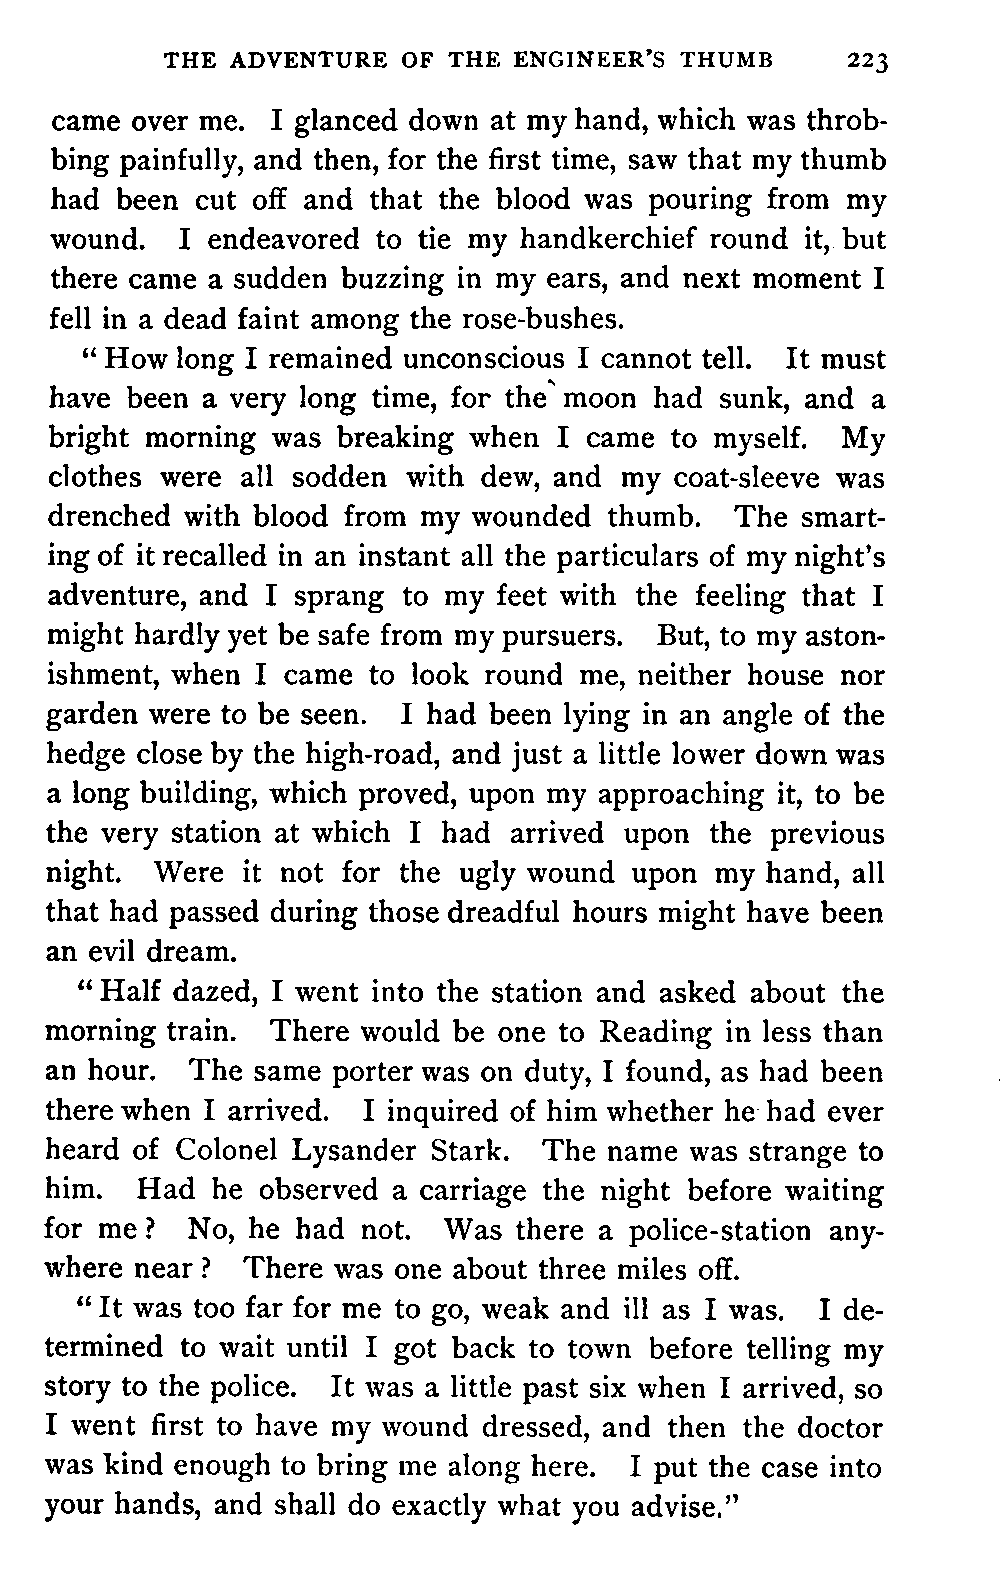 THE ADVENTURE OF THE ENGINEER'S THUMB 223
came over me. I glanced down at my hand, which was throb-
bing painfully, and then, for the first time, saw that my thumb
had been cut off and that the blood was pouring from my
wound. I endeavored to tie my handkerchief round it, but
there came a sudden buzzing in my ears, and next moment I
fell in a dead faint among the rose-bushes.
"How long I remained unconscious I cannot tell. It must
have been a very long time, for the moon had sunk, and a
bright morning was breaking when I came to myself. My
clothes were all sodden with dew, and my coat-sleeve was
drenched with blood from my wounded thumb. The smart-
ing of it recalled in an instant all the particulars of my night's
adventure, and I sprang to my feet with the feeling that I
might hardly yet be safe from my pursuers. But, to my aston-
ishment, when I came to look round me, neither house nor
garden were to be seen. I had been lying in an angle of the
hedge close by the high-road, and just a little lower down was
a long building, which proved, upon my approaching it, to be
the very station at which I had arrived upon the previous
night. Were it not for the ugly wound upon my hand, all
that had passed during those dreadful hours might have been
an evil dream.
"Half dazed, I went into the station and asked about the
morning train. There would be one to Reading in less than
an hour. The same porter was on duty, I found, as had been
there when I arrived. I inquired of him whether he had ever
heard of Colonel Lysander Stark. The name was strange to
him. Had he observed a carriage the night before waiting
for me? No, he had not. Was there a police-station any-
where near? There was one about three miles off.
"It was too far for me to go, weak and ill as I was. I de-
termined to wait until I got back to town before telling my
story to the police. It was a little past six when I arrived, so
I went first to have my wound dressed, and then the doctor
was kind enough to bring me along here. I put the case into
your hands, and shall do exactly what you advise."